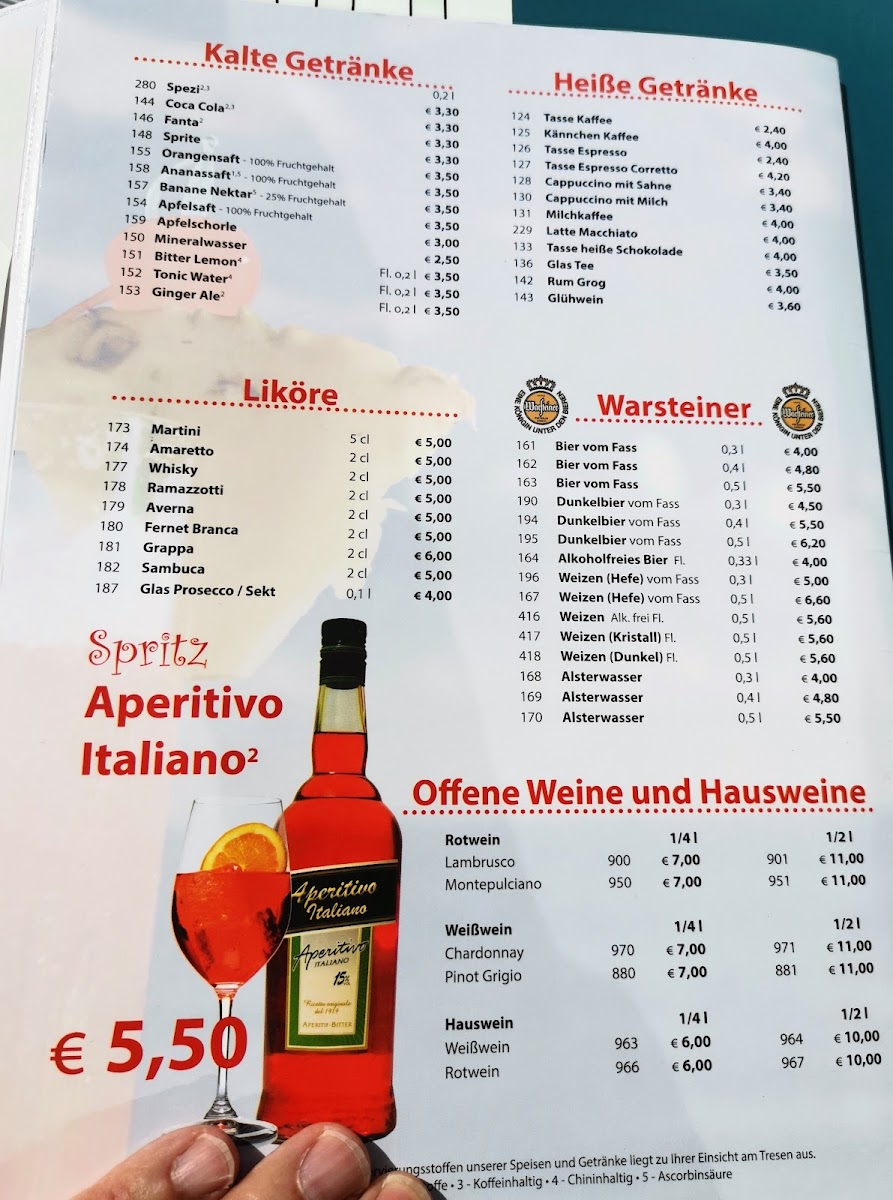 Kalte Getränke
0,2 l
280 Spezi²,³ € 3,30
144 Coca Cola²,³ € 3,30
146 Fanta² € 3,30
148 Sprite € 3,30
155 Orangensaft - 100% Fruchtgehalt € 3,50
158 Ananassaft¹,⁵ - 100% Fruchtgehalt € 3,50
157 Banane Nektar⁵ - 25% Fruchtgehalt € 3,50
154 Apfelsaft - 100% Fruchtgehalt € 3,50
159 Apfelschorle € 3,00
150 Mineralwasser € 2,50
151 Bitter Lemon⁴ Fl. 0,2 l € 3,50
152 Tonic Water⁴ Fl. 0,2 l € 3,50
153 Ginger Ale² Fl. 0,2 l € 3,50
Heiße Getränke
124 Tasse Kaffee € 2,40
125 Kännchen Kaffee € 4,00
126 Tasse Espresso € 2,40
127 Tasse Espresso Corretto € 4,20
128 Cappuccino mit Sahne € 3,40
130 Cappuccino mit Milch € 3,40
131 Milchkaffee € 4,00
229 Latte Macchiato € 4,00
133 Tasse heiße Schokolade € 4,00
136 Glas Tee € 3,50
142 Rum Grog € 4,00
143 Glühwein € 3,60
Liköre
173 Martini 5 cl € 5,00
174 Amaretto 2 cl € 5,00
177 Whisky 2 cl € 5,00
178 Ramazzotti 2 cl € 5,00
179 Averna 2 cl € 5,00
180 Fernet Branca 2 cl € 5,00
181 Grappa 2 cl € 6,00
182 Sambuca 2 cl € 5,00
187 Glas Prosecco / Sekt 0,1 l € 4,00
EINE KÖNIGIN UNTER DEN BIEREN
Warsteiner
Warsteiner
EINE KÖNIGIN UNTER DEN BIEREN
Warsteiner
161 Bier vom Fass 0,3 l € 4,00
162 Bier vom Fass 0,4 l € 4,80
163 Bier vom Fass 0,5 l € 5,50
190 Dunkelbier vom Fass 0,3 l € 4,50
194 Dunkelbier vom Fass 0,4 l € 5,50
195 Dunkelbier vom Fass 0,5 l € 6,20
164 Alkoholfreies Bier Fl. 0,33 l € 4,00
196 Weizen (Hefe) vom Fass 0,3 l € 5,00
167 Weizen (Hefe) vom Fass 0,5 l € 6,60
416 Weizen Alk. frei Fl. 0,5 l € 5,60
417 Weizen (Kristall) Fl. 0,5 l € 5,60
418 Weizen (Dunkel) Fl. 0,5 l € 5,60
168 Alsterwasser 0,3 l € 4,00
169 Alsterwasser 0,4 l € 4,80
170 Alsterwasser 0,5 l € 5,50
Spritz
Aperitivo
Italiano²
Aperitivo
Italiano
Aperitivo
ITALIANO
15%
Ricetta originale
del 1919
APERITIF-BITTER
€ 5,50
Offene Weine und Hausweine
Rotwein 1/4 l 1/2 l
Lambrusco 900 € 7,00 901 € 11,00
Montepulciano 950 € 7,00 951 € 11,00
Weißwein 1/4 l 1/2 l
Chardonnay 970 € 7,00 971 € 11,00
Pinot Grigio 880 € 7,00 881 € 11,00
Hauswein 1/4 l 1/2 l
Weißwein 963 € 6,00 964 € 10,00
Rotwein 966 € 6,00 967 € 10,00
unserer Speisen und Getränke liegt zu Ihrer Einsicht am Tresen aus.
• 3 - Koffeinhaltig • 4 - Chininhaltig • 5 - Ascorbinsäure